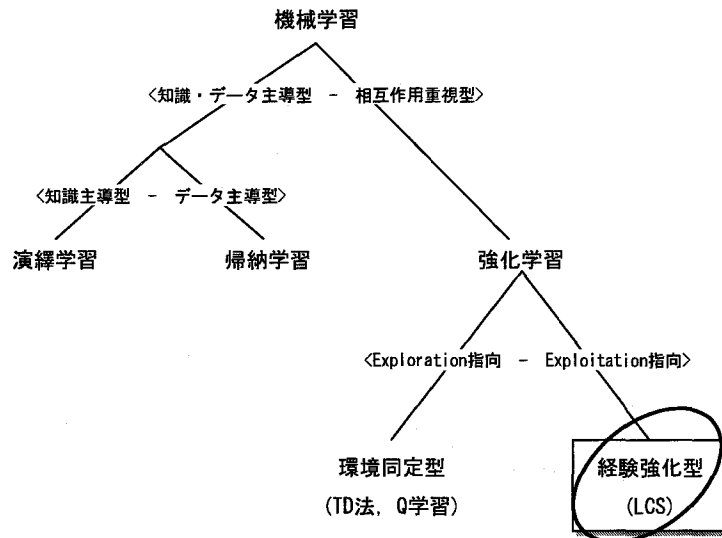 機械学習
<知識・データ主導型 - 相互作用重視型>
<知識主導型 - データ主導型>
演繹学習 帰納学習 強化学習
<Exploration指向 - Exploitation指向>
環境同定型 経験強化型
(TD法, Q学習) (LCS)